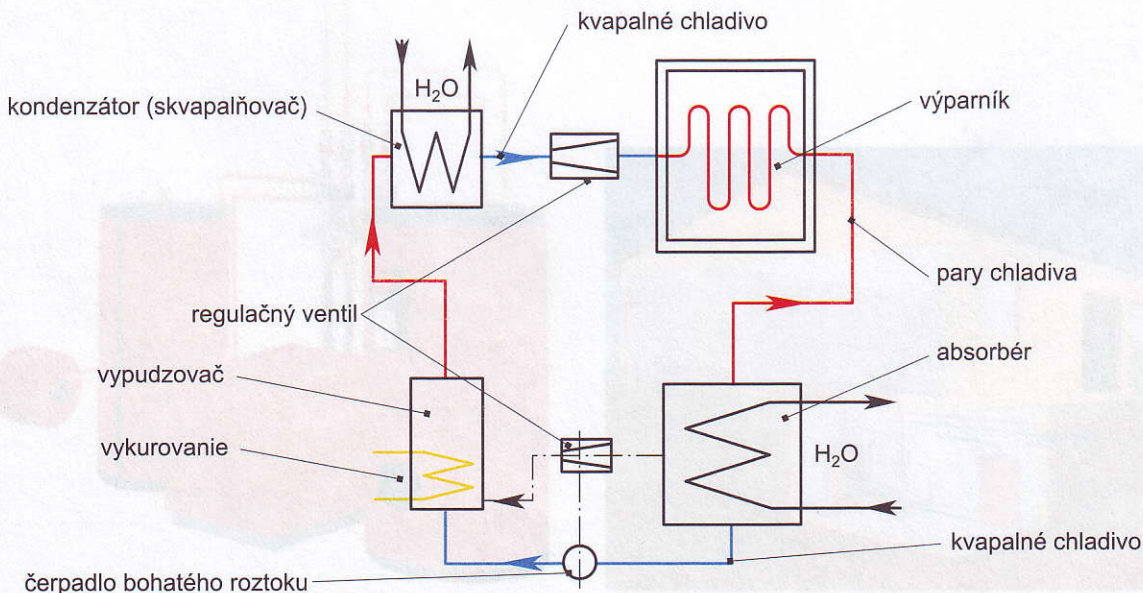 kvapalné chladivo
H₂O
kondenzátor (skvapalňovač)
výparník
pary chladiva
regulačný ventil
absorbér
vypudzovač
vykurovanie
H₂O
kvapalné chladivo
čerpadlo bohatého roztoku